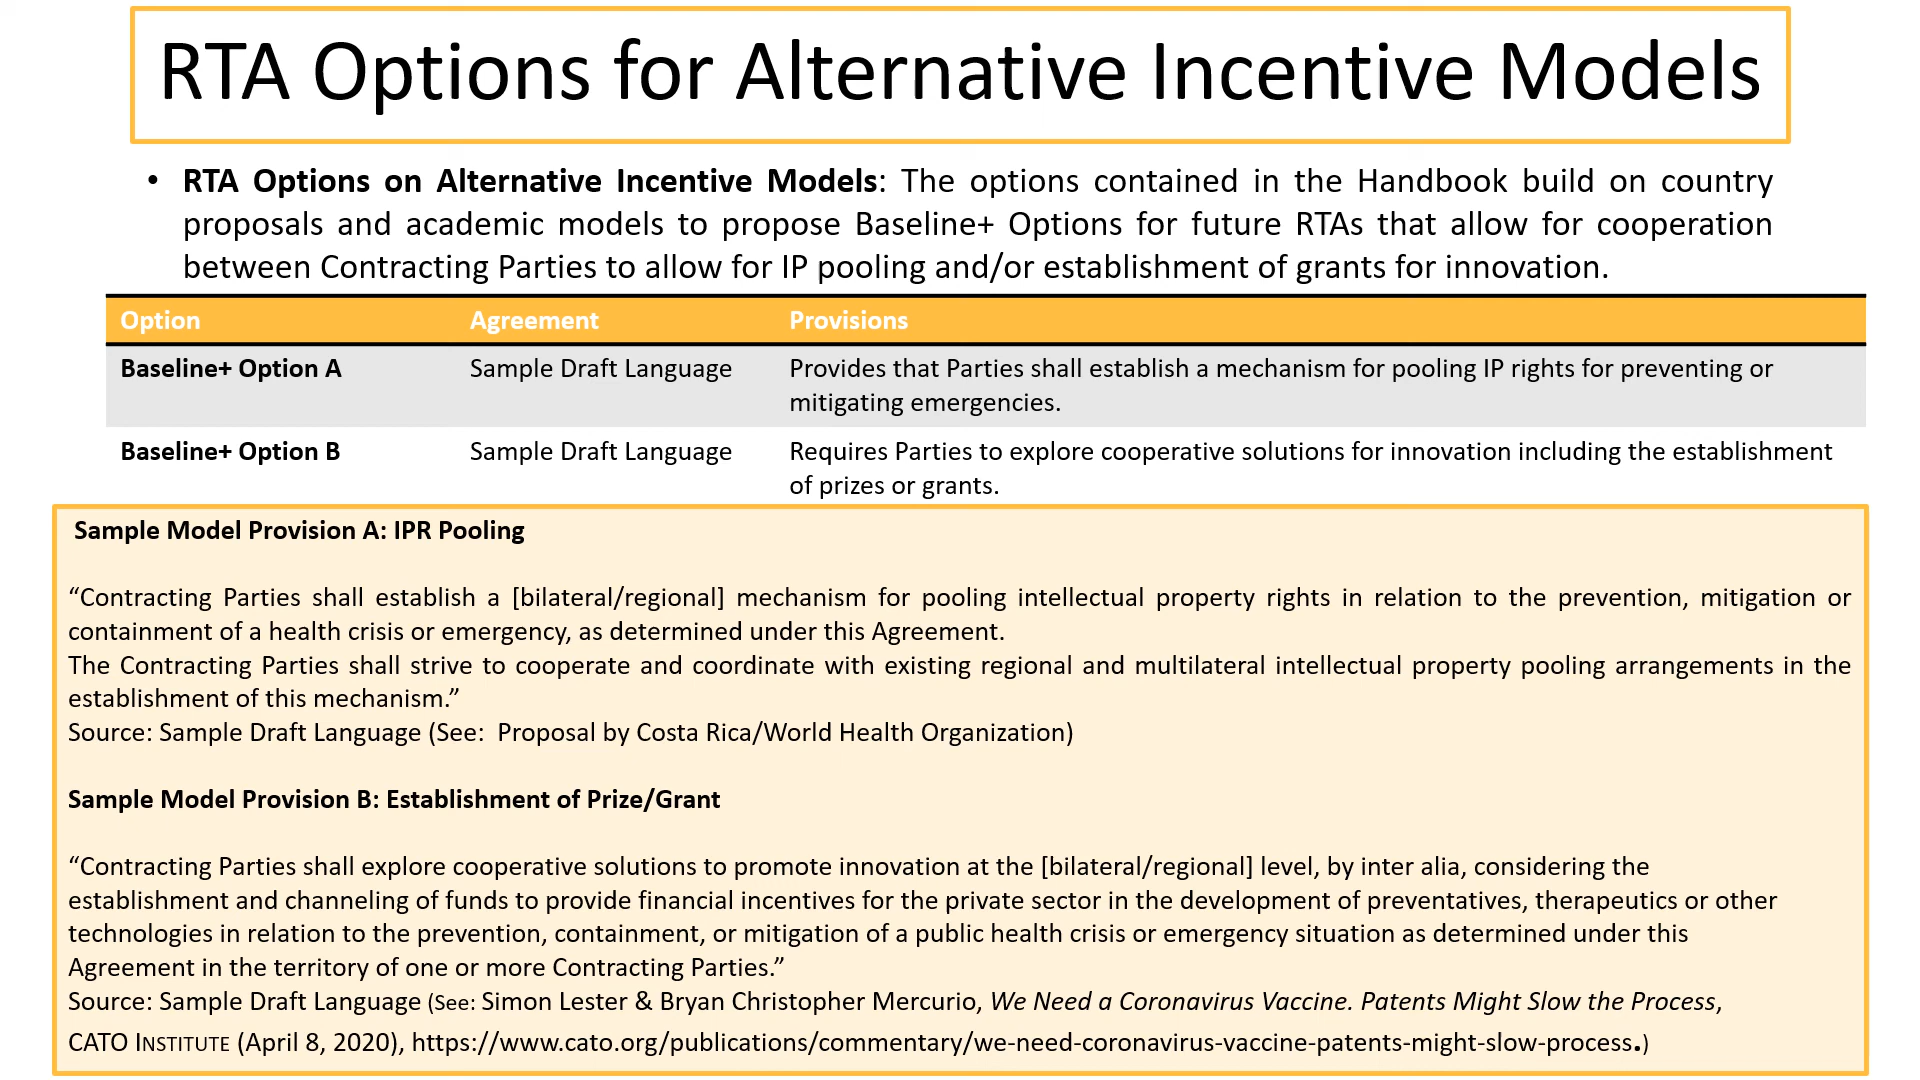 RTA Options for Alternative Incentive Models
• RTA Options on Alternative Incentive Models: The options contained in the Handbook build on country
proposals and academic models to propose Baseline+ Options for future RTAs that allow for cooperation
between Contracting Parties to allow for IP pooling and/or establishment of grants for innovation.
Option Agreement Provisions
Baseline+ Option A Sample Draft Language Provides that Parties shall establish a mechanism for pooling IP rights for preventing or
mitigating emergencies.
Baseline+ Option B Sample Draft Language Requires Parties to explore cooperative solutions for innovation including the establishment
of prizes or grants.
Sample Model Provision A: IPR Pooling
“Contracting Parties shall establish a [bilateral/regional] mechanism for pooling intellectual property rights in relation to the prevention, mitigation or
containment of a health crisis or emergency, as determined under this Agreement.
The Contracting Parties shall strive to cooperate and coordinate with existing regional and multilateral intellectual property pooling arrangements in the
establishment of this mechanism.”
Source: Sample Draft Language (See:  Proposal by Costa Rica/World Health Organization)
Sample Model Provision B: Establishment of Prize/Grant
“Contracting Parties shall explore cooperative solutions to promote innovation at the [bilateral/regional] level, by inter alia, considering the
establishment and channeling of funds to provide financial incentives for the private sector in the development of preventatives, therapeutics or other
technologies in relation to the prevention, containment, or mitigation of a public health crisis or emergency situation as determined under this
Agreement in the territory of one or more Contracting Parties.”
Source: Sample Draft Language (See: Simon Lester & Bryan Christopher Mercurio, We Need a Coronavirus Vaccine. Patents Might Slow the Process,
CATO INSTITUTE (April 8, 2020), https://www.cato.org/publications/commentary/we-need-coronavirus-vaccine-patents-might-slow-process.)